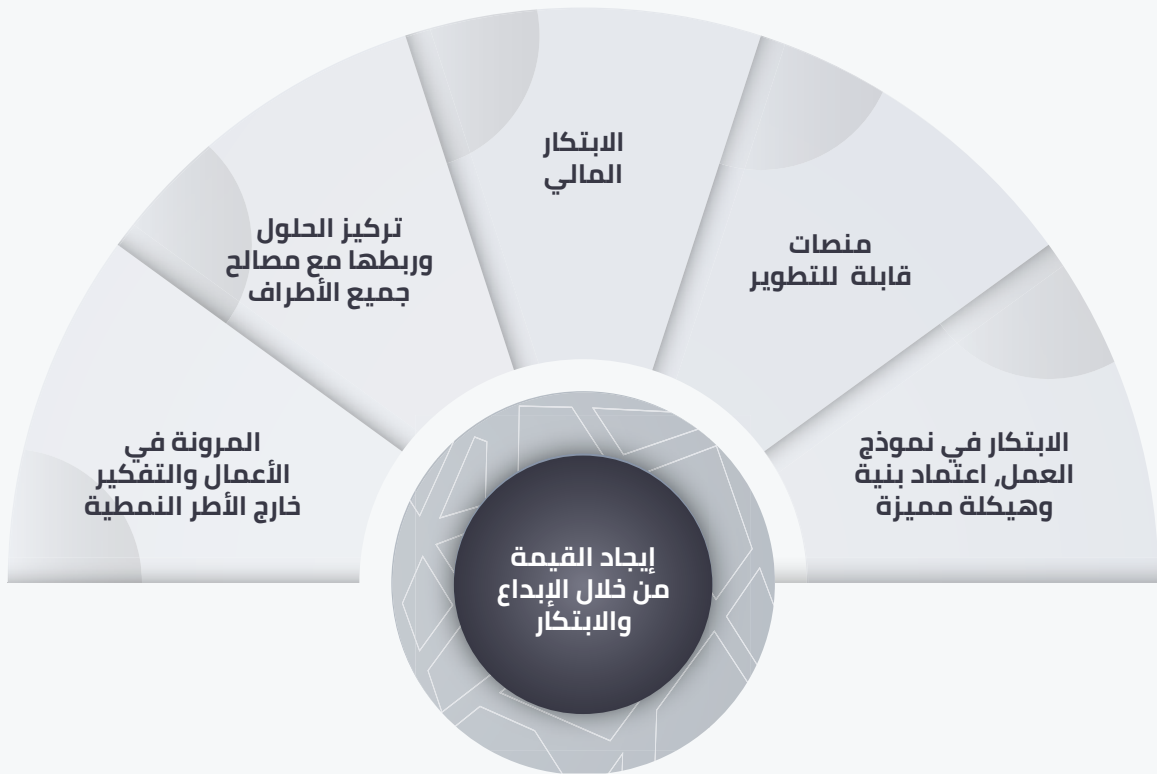 الابتكار في نموذج
العمل، اعتماد بنية
وهيكلة مميزة
منصات
قابلة للتطوير
الابتكار
المالي
تركيز الحلول
وربطها مع مصالح
جميع الأطراف
المرونة في
الأعمال والتفكير
خارج الأطر النمطية
إيجاد القيمة
من خلال الإبداع
والابتكار